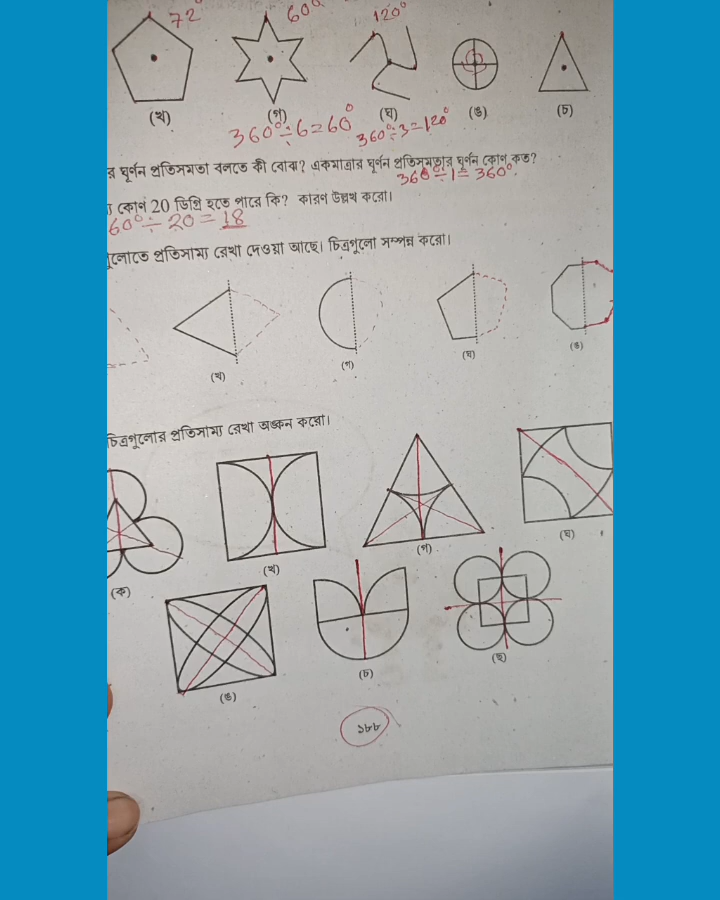 72° 60° 120°
(খ) (গ) (ঘ) (ঙ) (চ)
360° ÷ 6 = 60° 360° ÷ 3 = 120°
র ঘূর্ণন প্রতিসমতা বলতে কী বোঝ? একমাত্রার ঘূর্ণন প্রতিসমতার ঘূর্ণন কোণ কত?
360° ÷ 1 = 360°.
কোণ 20 ডিগ্রি হতে পারে কি? কারণ উল্লেখ করো।
60° ÷ 20 = 18
গুলোতে প্রতিসাম্য রেখা দেওয়া আছে। চিত্রগুলো সম্পন্ন করো।
(খ) (গ) (ঘ) (ঙ)
চিত্রগুলোর প্রতিসাম্য রেখা অঙ্কন করো।
(ক) (খ) (গ) (ঘ)
(ঙ) (চ) (ছ)
১৮৮